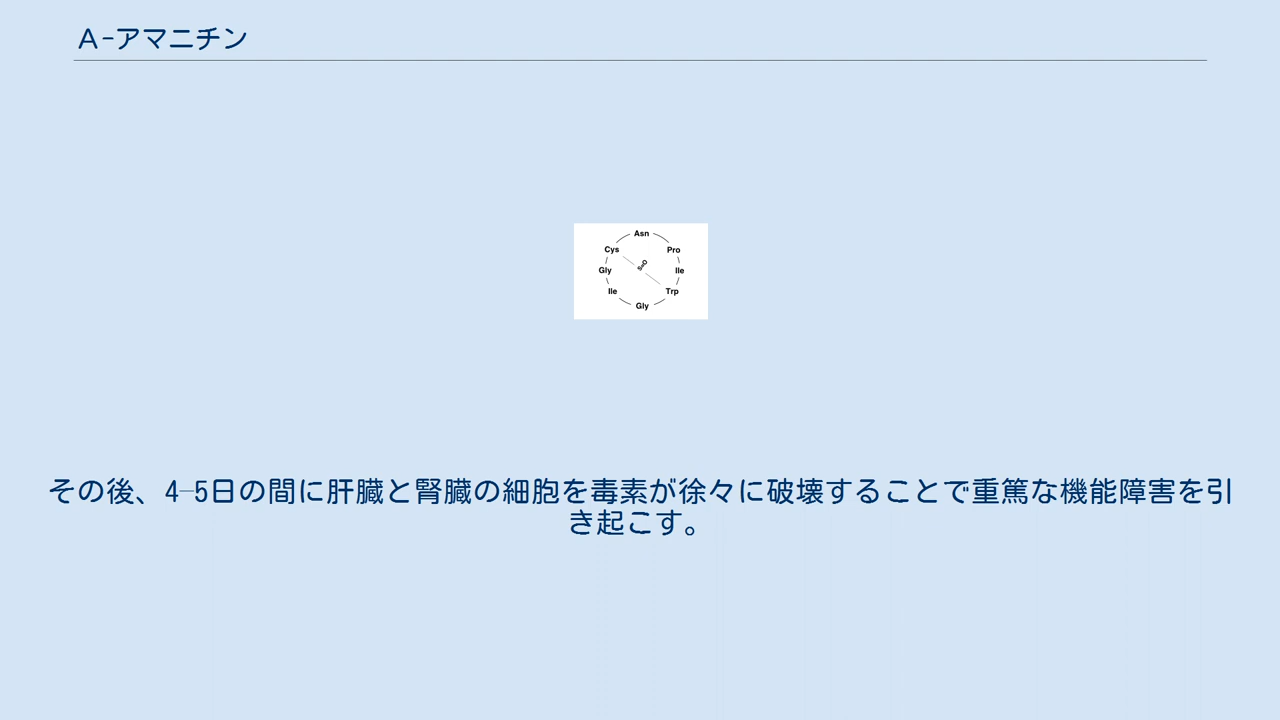 A-アマニチン
Asn
Cys
Pro
S=O
Gly
Ile
Ile
Trp
Gly
その後、4–5日の間に肝臓と腎臓の細胞を毒素が徐々に破壊することで重篤な機能障害を引
き起こす。